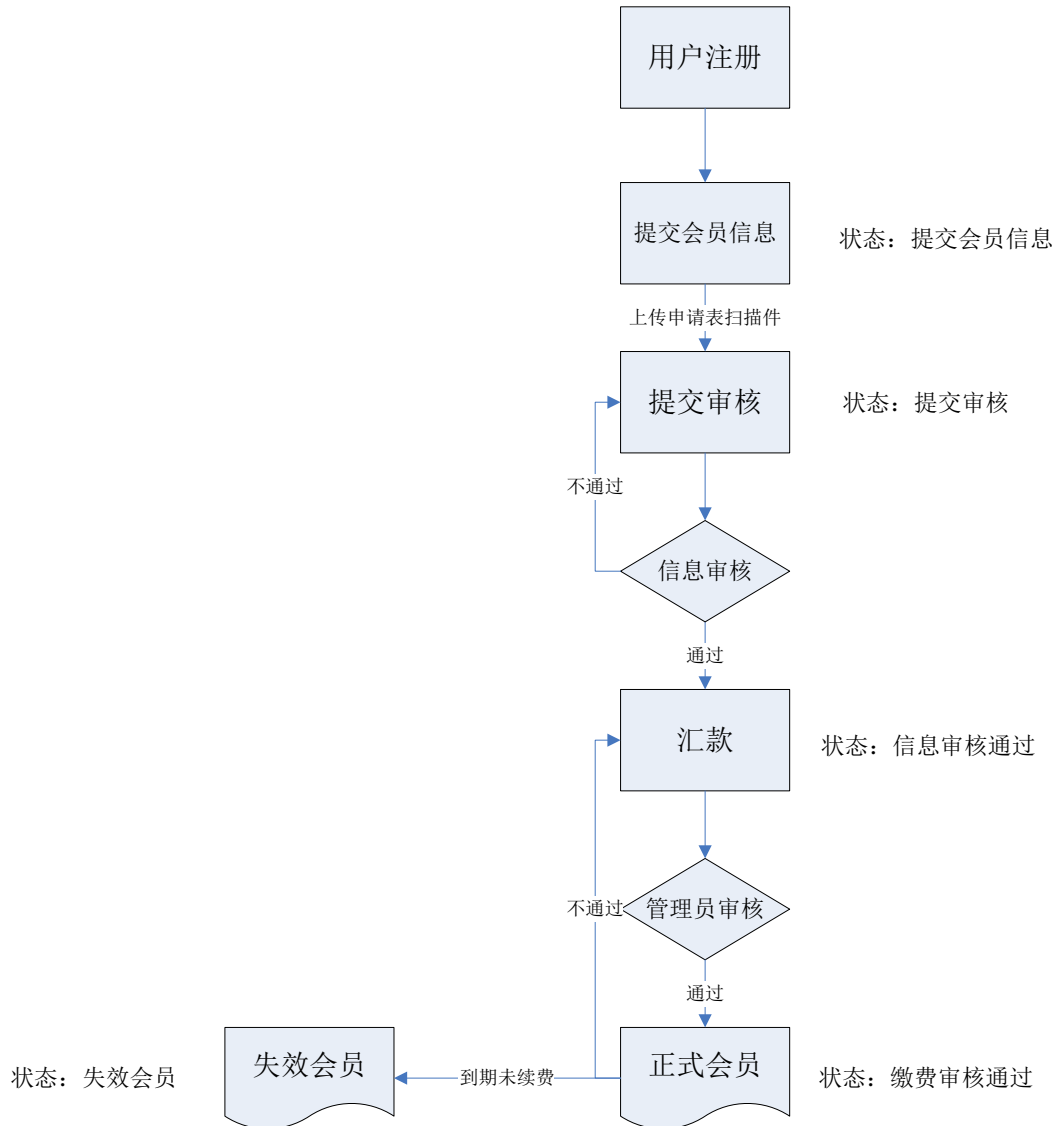 用户注册
提交会员信息
状态：提交会员信息
上传申请表扫描件
提交审核
状态：提交审核
不通过
信息审核
通过
汇款
状态：信息审核通过
不通过
管理员审核
通过
状态：失效会员
失效会员
到期未续费
正式会员
状态：缴费审核通过